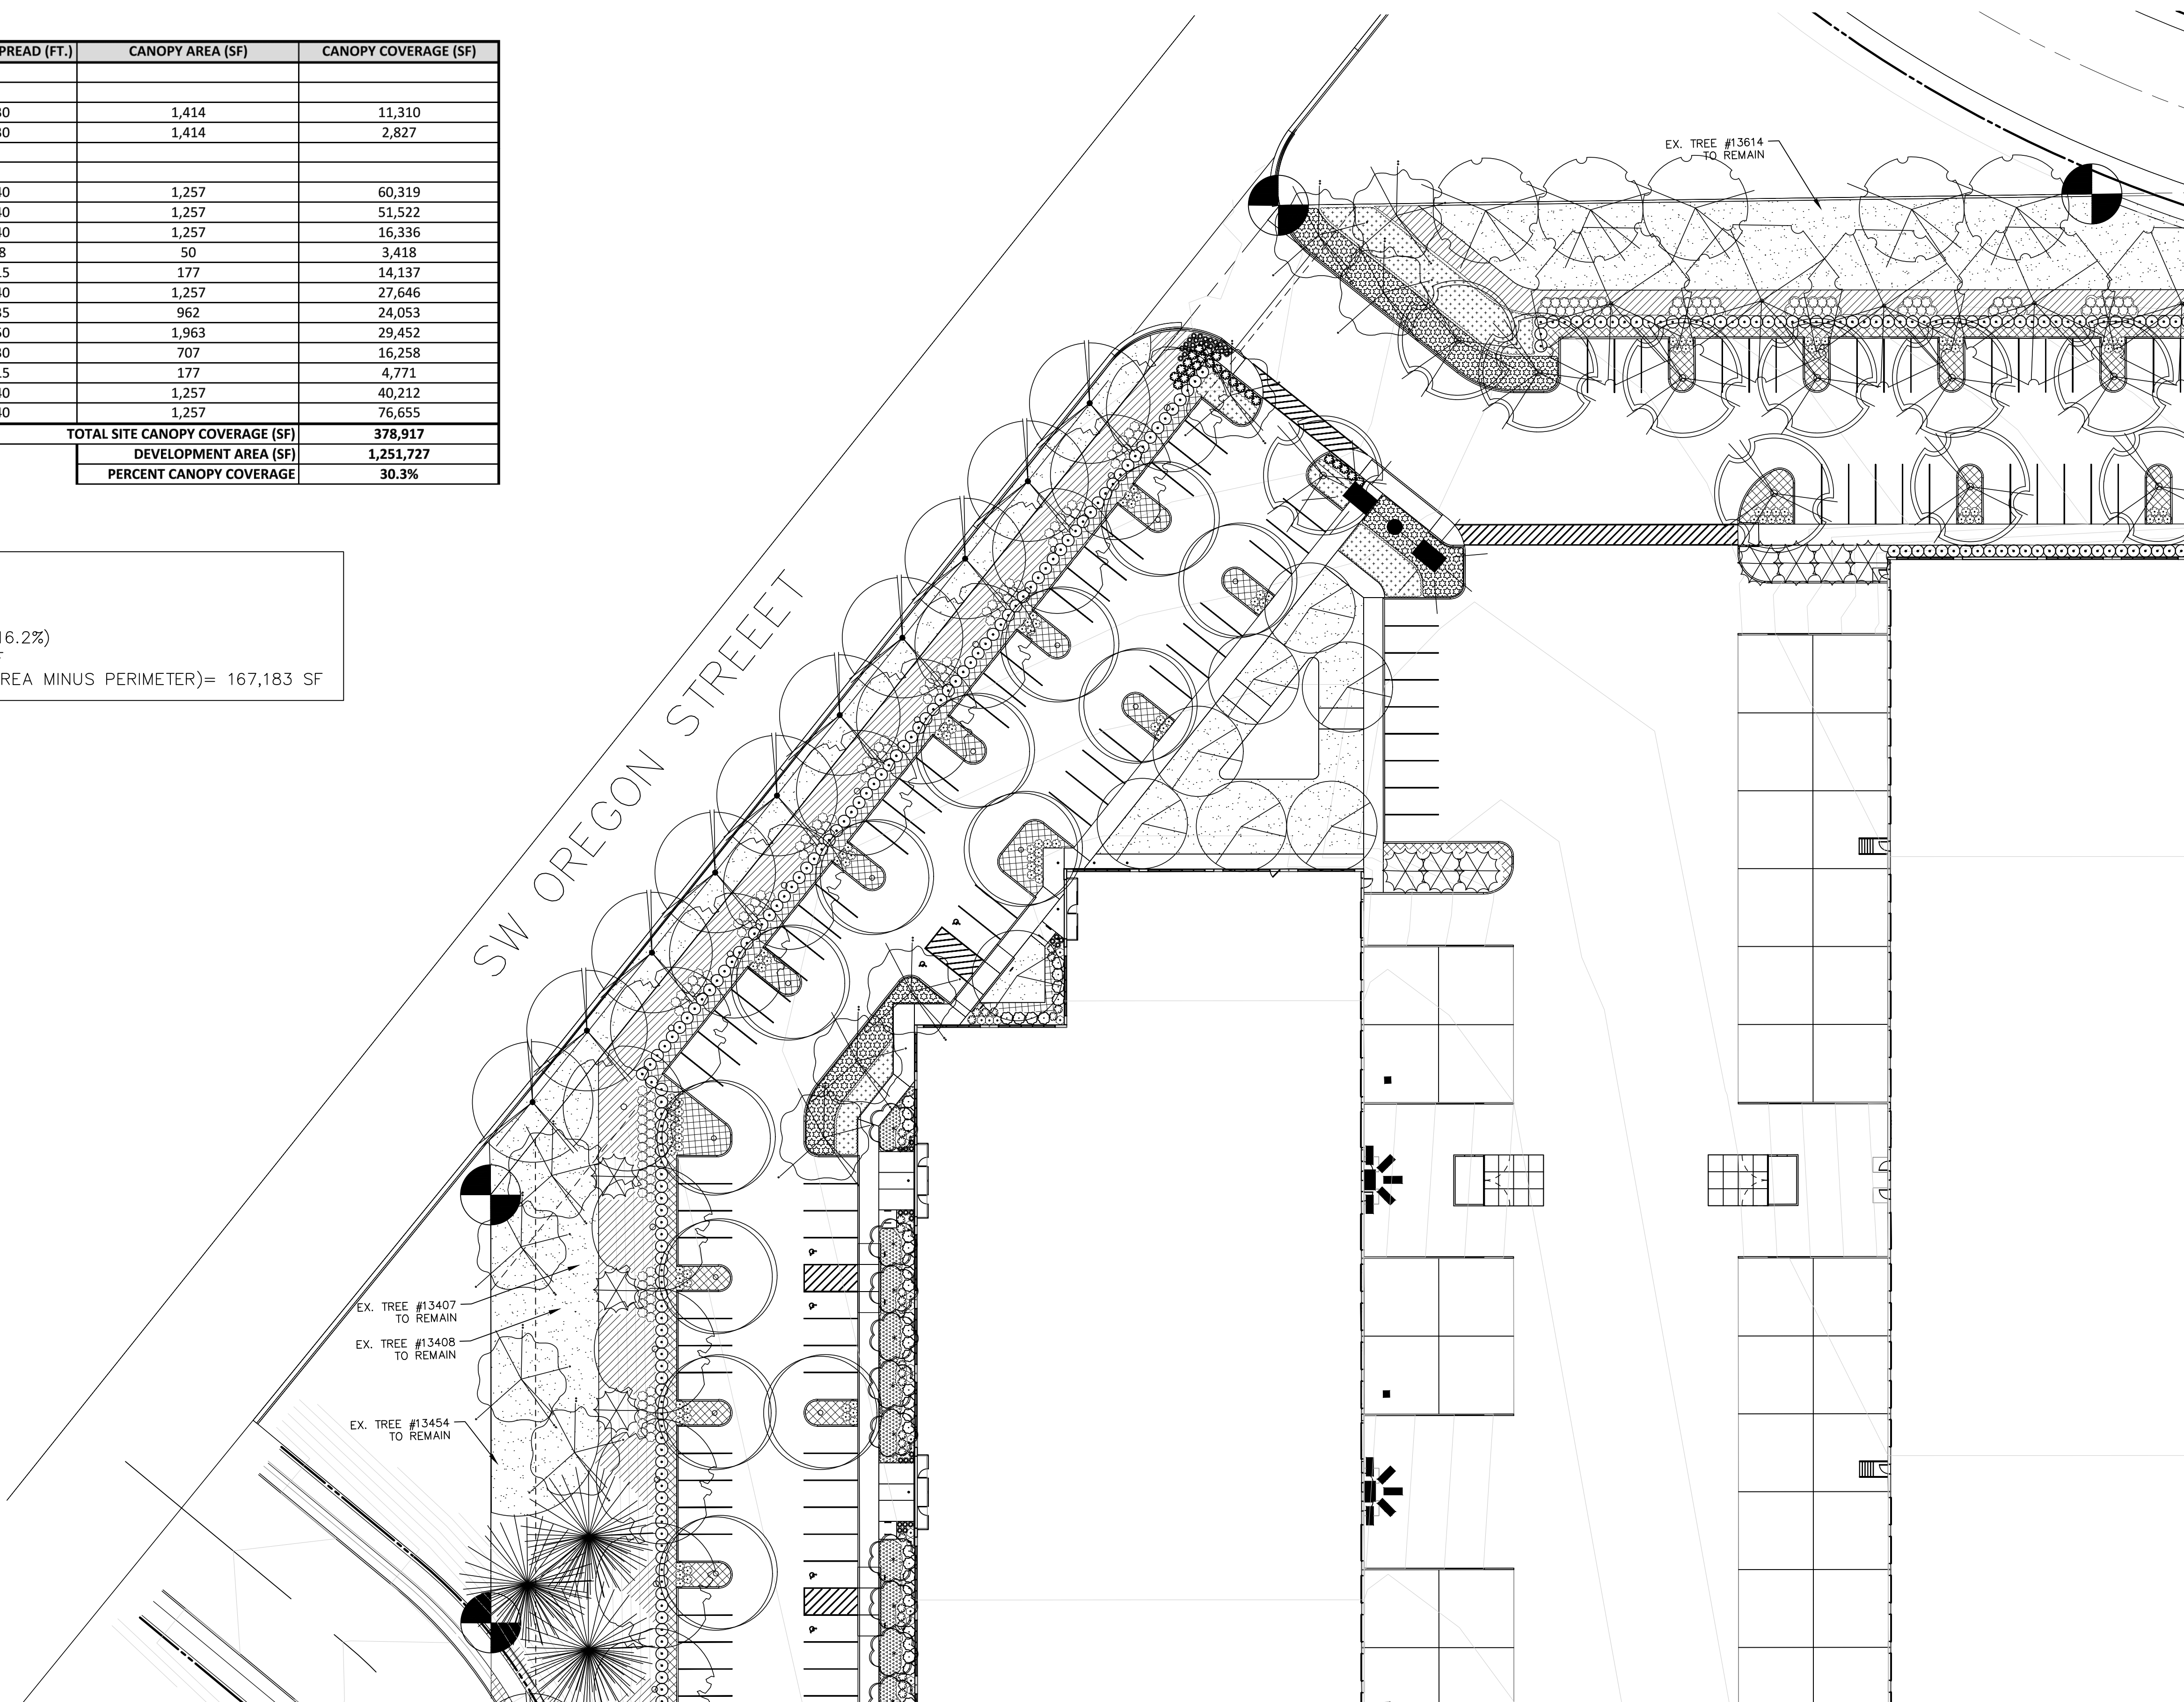 CANOPY AREA (SF) CANOPY COVERAGE (SF)
1,414 11,310
1,414 2,827
1,257 60,319
1,257 51,522
1,257 16,336
50 3,418
177 14,137
1,257 27,646
962 24,053
1,963 29,452
707 16,258
177 4,771
1,257 40,212
1,257 76,655
TOTAL SITE CANOPY COVERAGE (SF) 378,917
DEVELOPMENT AREA (SF) 1,251,727
PERCENT CANOPY COVERAGE 30.3%
16.2%)
MINUS PERIMETER)= 167,183 SF
EX. TREE #13614
TO REMAIN
SW OREGON STREEET
EX. TREE #13407
TO REMAIN
EX. TREE #13408
TO REMAIN
EX. TREE #13454
TO REMAIN